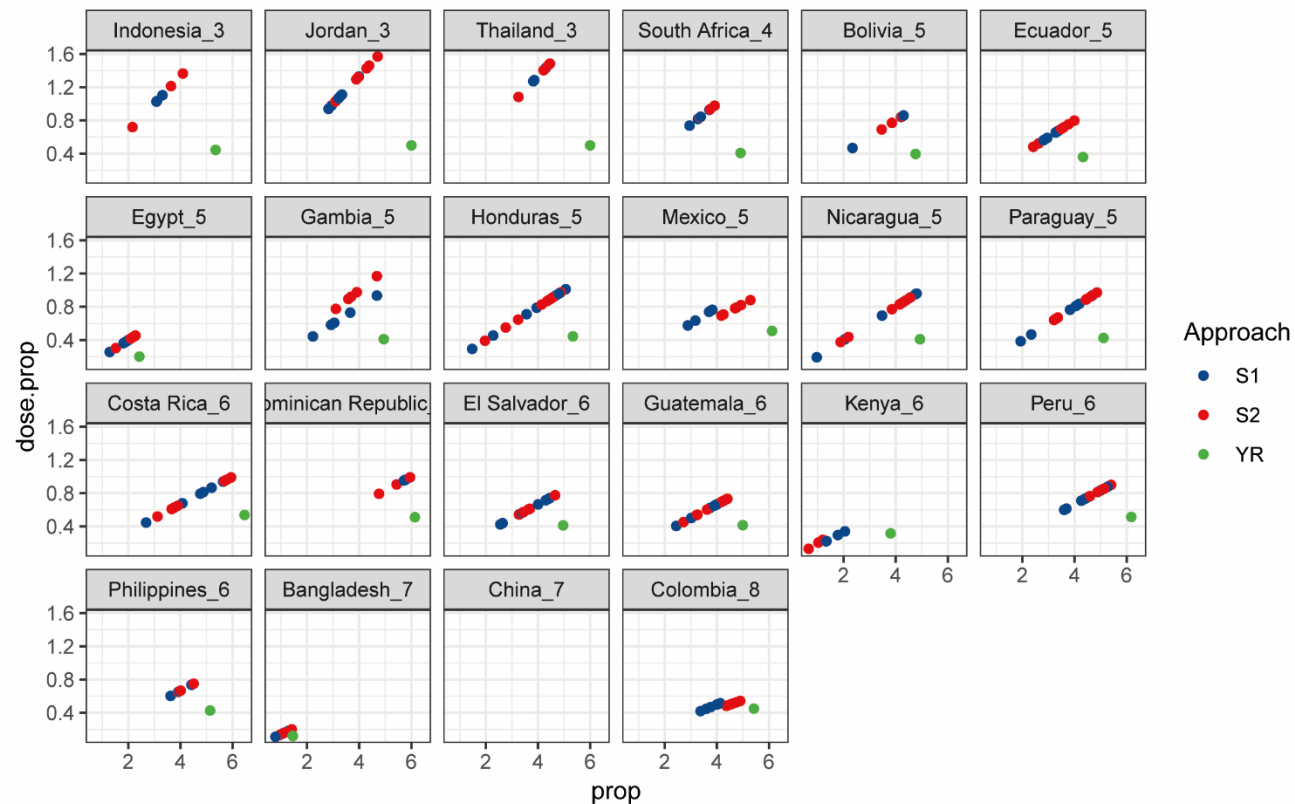 Indonesia_3 Jordan_3 Thailand_3 South Africa_4 Bolivia_5 Ecuador_5
1.6
1.2
0.8
0.4
Egypt_5 Gambia_5 Honduras_5 Mexico_5 Nicaragua_5 Paraguay_5
1.6
1.2
0.8
0.4
Costa Rica_6 ominican Republic_ El Salvador_6 Guatemala_6 Kenya_6 Peru_6
1.6
1.2
0.8
0.4
2 4 6 2 4 6
Philippines_6 Bangladesh_7 China_7 Colombia_8
1.6
1.2
0.8
0.4
2 4 6 2 4 6 2 4 6 2 4 6
prop
dose.prop
Approach
S1
S2
YR